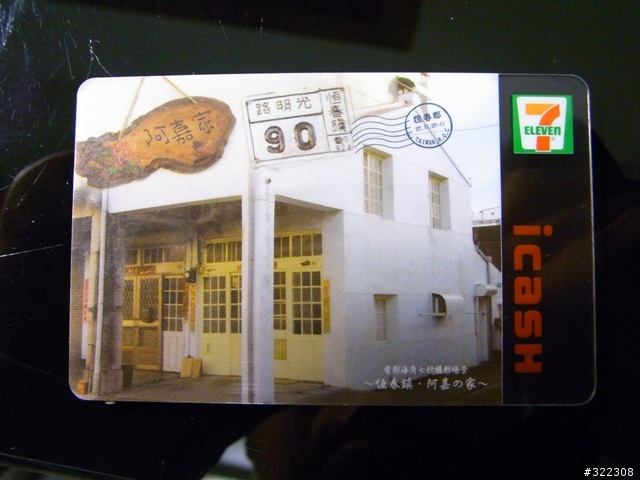 阿嘉家
路明光
恆春鎮
90
恆春郵
TAIWAN R.O.C
7
ELEVEN
icash
電影海角七號攝影場景
~恆春鎮·阿嘉の家~
#322308